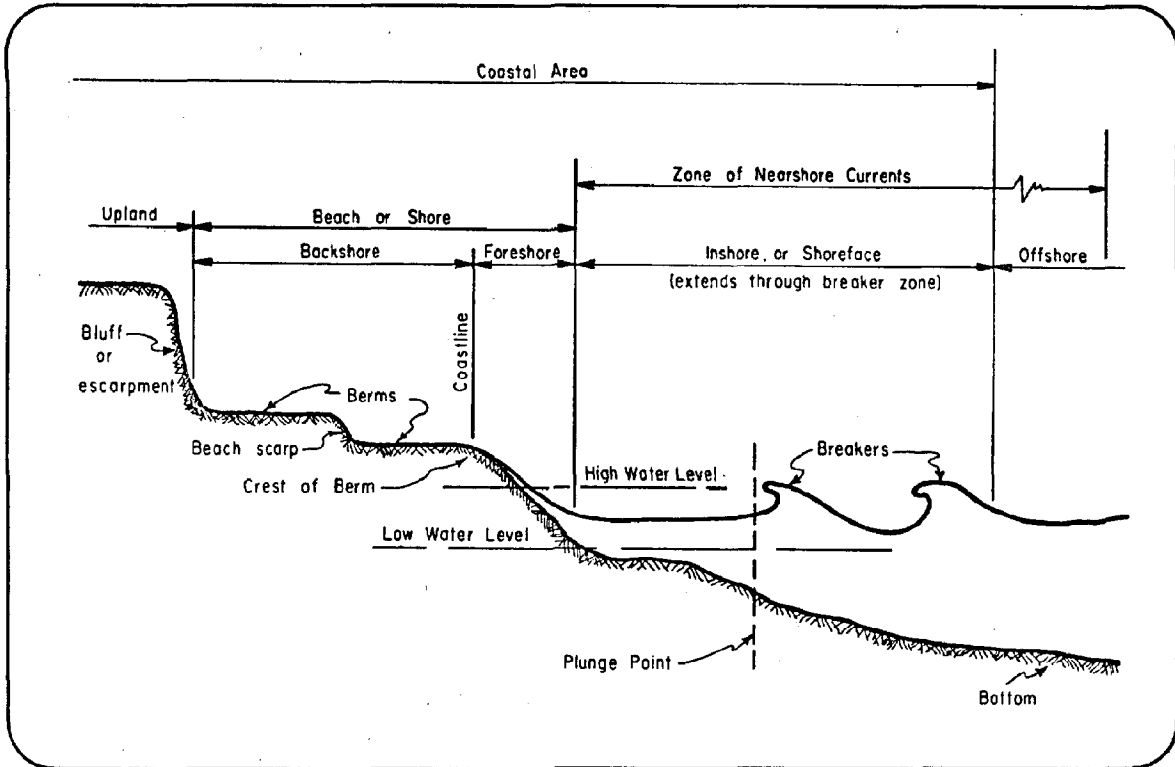 Coastal Area
Zone of Nearshore Currents
Upland
Beach or Shore
Backshore
Foreshore
Inshore, or Shoreface
(extends through breaker zone)
Offshore
Bluff
or
escarpment
Coastline
Berms
Beach scarp
Crest of Berm
High Water Level
Breakers
Low Water Level
Plunge Point
Bottom